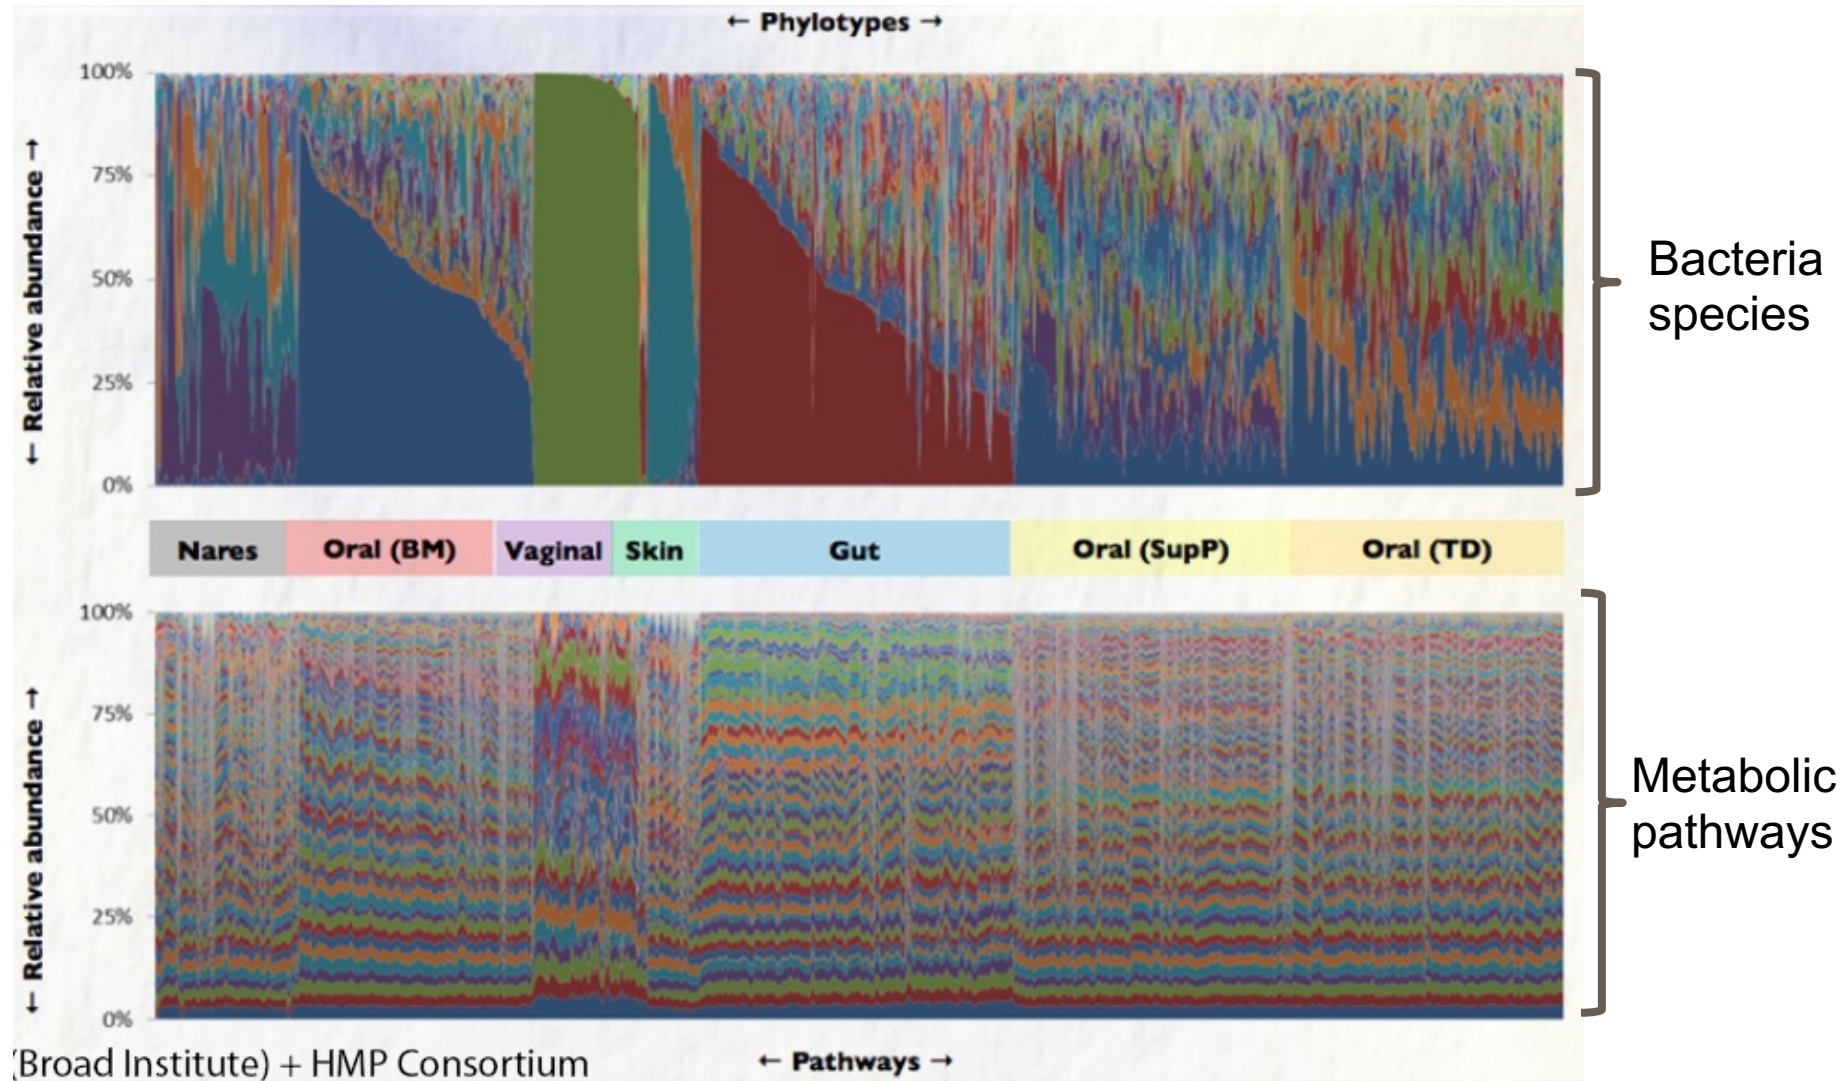 ← Phylotypes →
← Relative abundance →
100%
75%
50%
25%
0%
Bacteria
species
Nares Oral (BM) Vaginal Skin Gut Oral (SupP) Oral (TD)
← Relative abundance →
100%
75%
50%
25%
0%
Metabolic
pathways
(Broad Institute) + HMP Consortium
← Pathways →